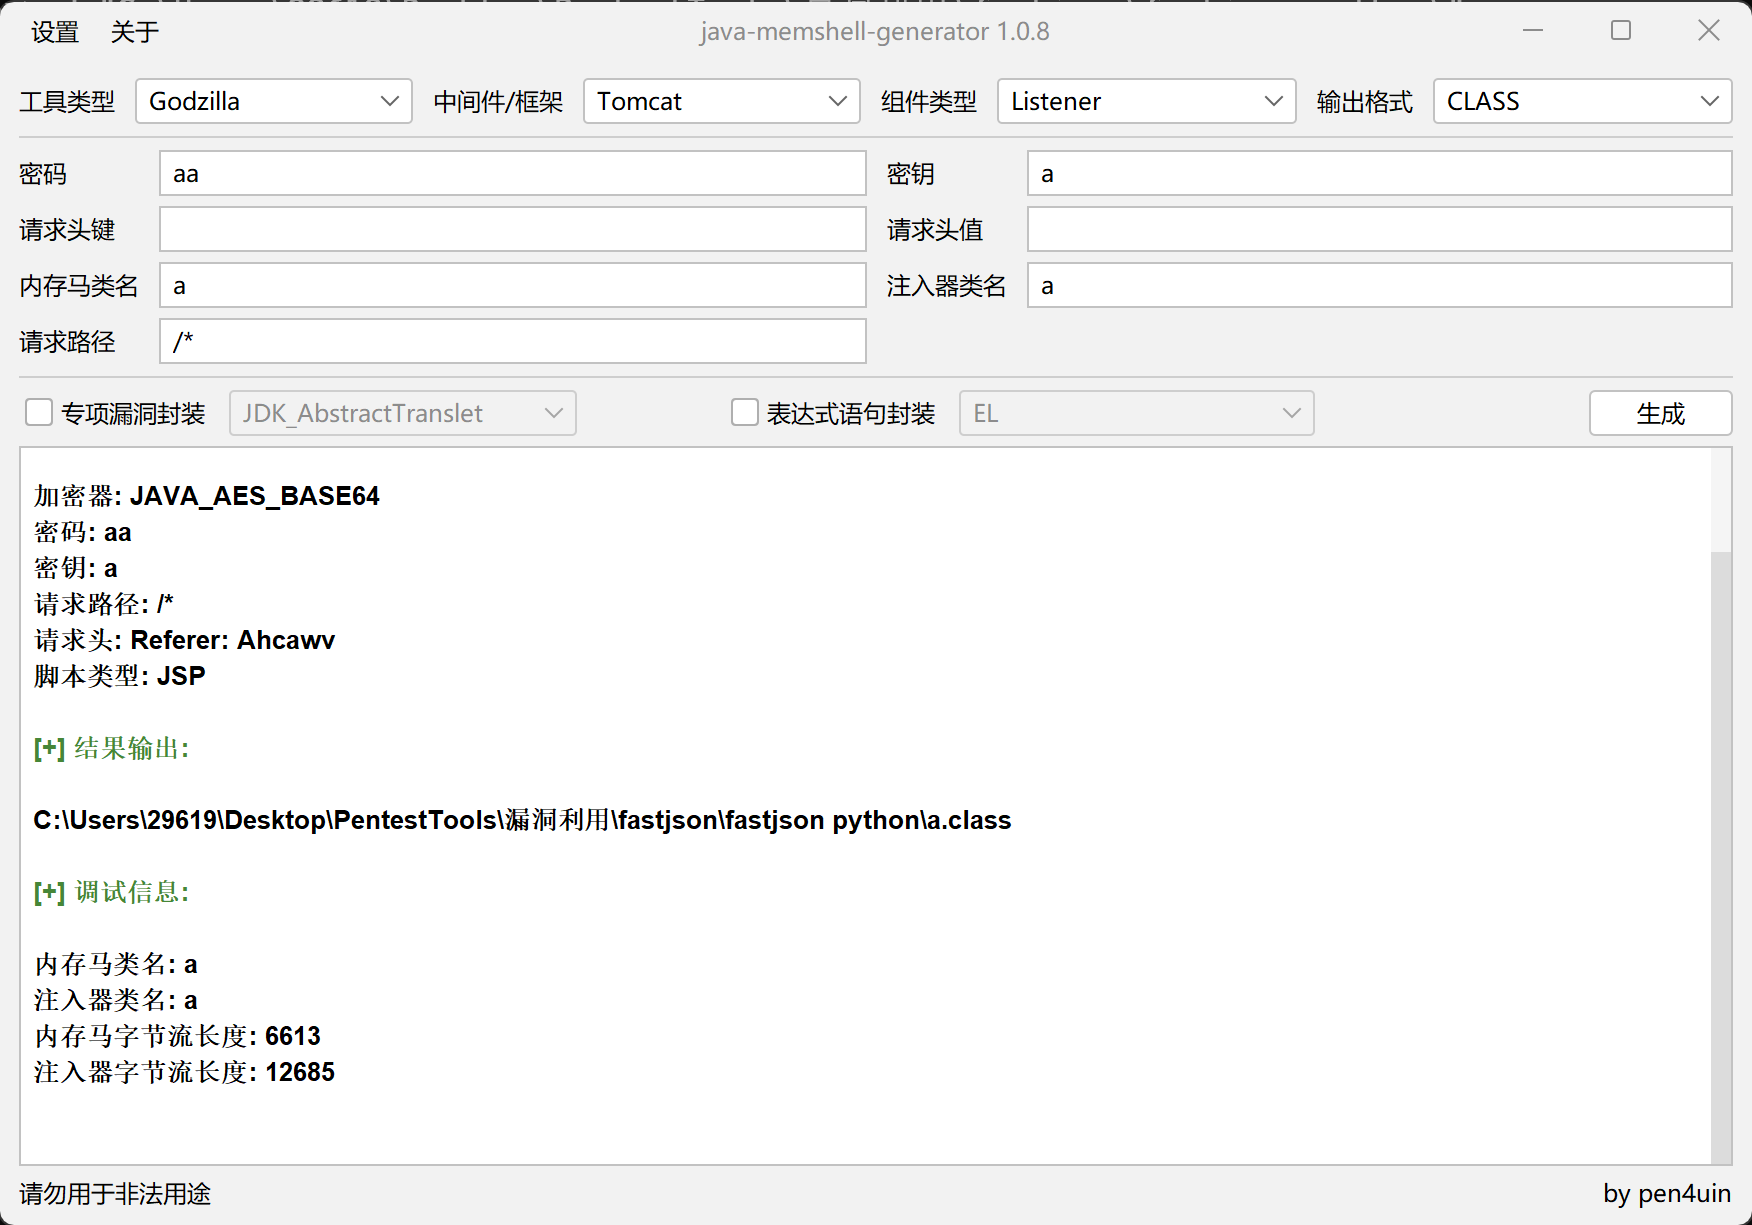 设置 关于 java-memshell-generator 1.0.8
工具类型 Godzilla 中间件/框架 Tomcat 组件类型 Listener 输出格式 CLASS
密码 aa 密钥 a
请求头键 请求头值
内存马类名 a 注入器类名 a
请求路径 /*
专项漏洞封装 JDK_AbstractTranslet 表达式语句封装 EL 生成
加密器: JAVA_AES_BASE64
密码: aa
密钥: a
请求路径: /*
请求头: Referer: Ahcawv
脚本类型: JSP
[+] 结果输出:
C:\Users\29619\Desktop\PentestTools\漏洞利用\fastjson\fastjson python\a.class
[+] 调试信息:
内存马类名: a
注入器类名: a
内存马字节流长度: 6613
注入器字节流长度: 12685
请勿用于非法用途 by pen4uin